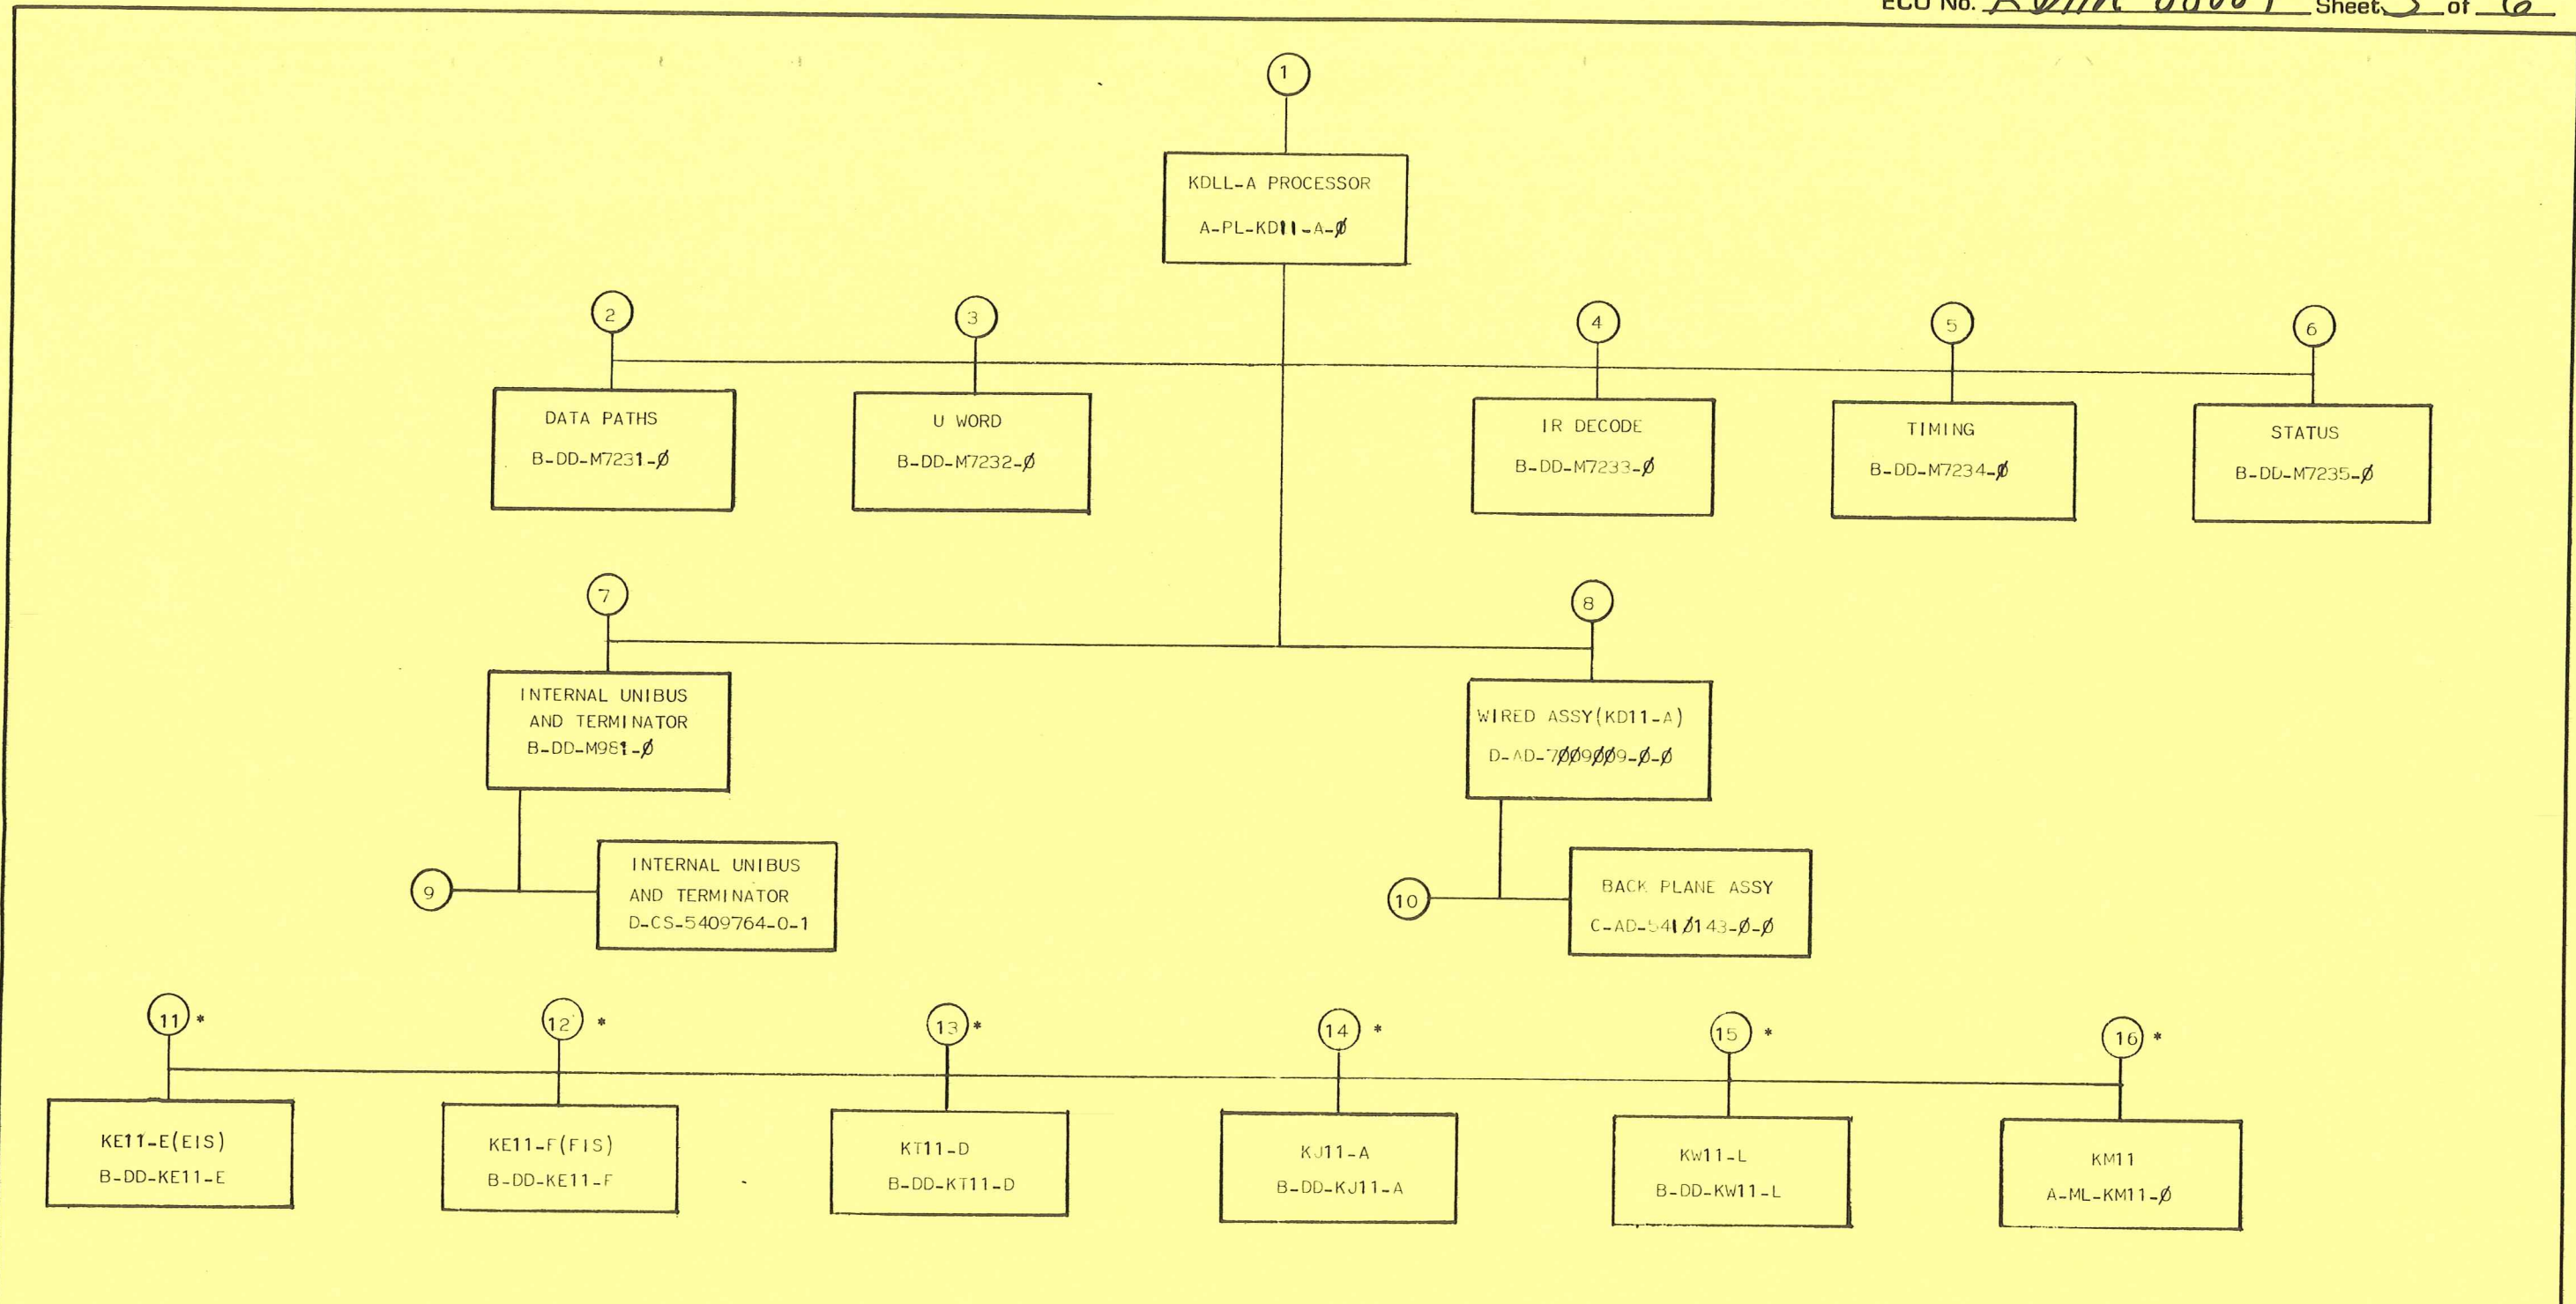 ECO No. Sheet 3 of 6
1
KDLL-A PROCESSOR
A-PL-KD11-A-Ø
2
3
4
5
6
DATA PATHS
B-DD-M7231-Ø
U WORD
B-DD-M7232-Ø
IR DECODE
B-DD-M7233-Ø
TIMING
B-DD-M7234-Ø
STATUS
B-DD-M7235-Ø
7
8
INTERNAL UNIBUS
AND TERMINATOR
B-DD-M981-Ø
WIRED ASSY(KD11-A)
D-AD-7ØØ9ØØ9-Ø-Ø
9
INTERNAL UNIBUS
AND TERMINATOR
D-CS-5409764-0-1
10
BACK PLANE ASSY
C-AD-541Ø143-Ø-Ø
11 *
12 *
13 *
14 *
15 *
16 *
KE11-E(EIS)
B-DD-KE11-E
KE11-F(FIS)
B-DD-KE11-F
KT11-D
B-DD-KT11-D
KJ11-A
B-DD-KJ11-A
KW11-L
B-DD-KW11-L
KM11
A-ML-KM11-Ø